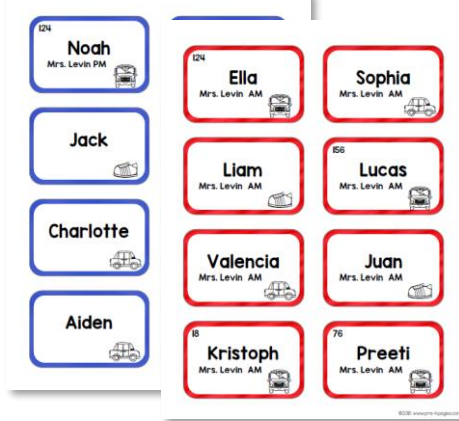 124
Noah
Mrs. Levin PM
Jack
Charlotte
Aiden
124
Ella
Mrs. Levin AM
Sophia
Mrs. Levin AM
Liam
Mrs. Levin AM
156
Lucas
Mrs. Levin AM
Valencia
Mrs. Levin AM
Juan
Mrs. Levin AM
18
Kristoph
Mrs. Levin AM
76
Preeti
Mrs. Levin AM